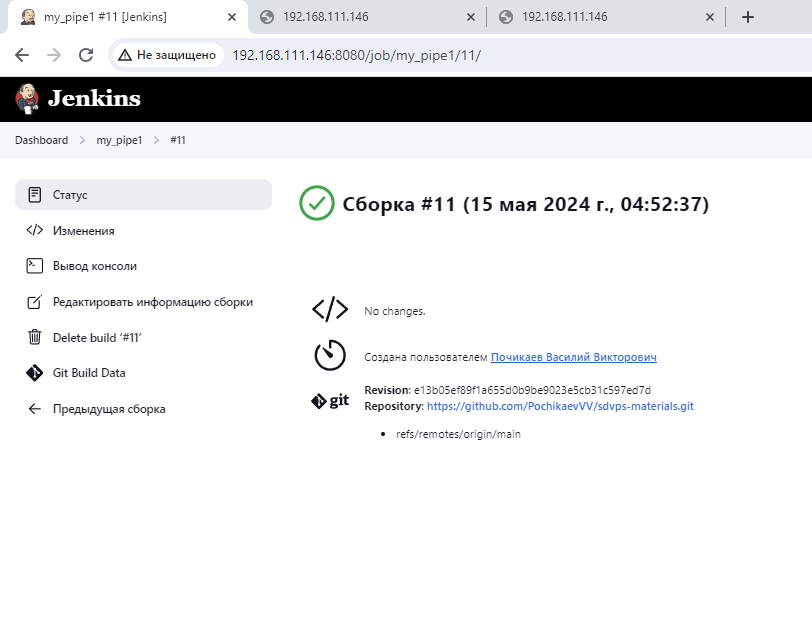 my_pipe1 #11 [Jenkins]
192.168.111.146
192.168.111.146
Не защищено
192.168.111.146:8080/job/my_pipe1/11/
Jenkins
Dashboard > my_pipe1 > #11
Статус
Изменения
Вывод консоли
Редактировать информацию сборки
Delete build ‘#11’
Git Build Data
Предыдущая сборка
Сборка #11 (15 мая 2024 г., 04:52:37)
No changes.
Создана пользователем Почикаев Василий Викторович
git
Revision: e13b05ef89f1a655d0b9be9023e5cb31c597ed7d
Repository: https://github.com/PochikaevVV/sdvps-materials.git
refs/remotes/origin/main